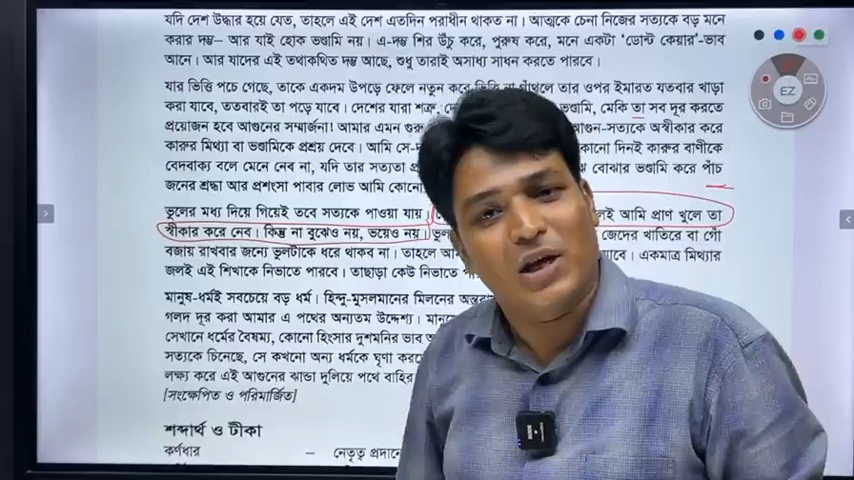 যদি দেশ উদ্ধার হয়ে যেত, তাহলে এই দেশ এতদিন পরাধীন থাকত না। আত্মকে চেনা নিজের সত্যকে বড় মনে
করার দম্ভ– আর যাই হোক ভণ্ডামি নয়। এ-দম্ভ শির উঁচু করে, পুরুষ করে, মনে একটা 'ডোন্ট কেয়ার'-ভাব
আনে। আর যাদের এই তথাকথিত দম্ভ আছে, শুধু তারাই অসাধ্য সাধন করতে পারবে।
যার ভিত্তি পচে গেছে, তাকে একদম উপড়ে ফেলে নতুন করে ভিত্তি না গাঁথলে তার ওপর ইমারত যতবার খাড়া
করা যাবে, ততবারই তা পড়ে যাবে। দেশের যারা শত্রু, ভণ্ডামি, মেকি তা সব দূর করতে
প্রয়োজন হবে আগুনের সম্মার্জনা! আমার এমন গুরু আগুন-সত্যকে অস্বীকার করে
কারুর মিথ্যা বা ভণ্ডামিকে প্রশ্রয় দেবে। আমি সে- কোনো দিনই কারুর বাণীকে
বেদবাক্য বলে মেনে নেব না, যদি তার সত্যতা বোঝার ভণ্ডামি করে পাঁচ
জনের শ্রদ্ধা আর প্রশংসা পাবার লোভ আমি কোনো
ভুলের মধ্য দিয়ে গিয়েই তবে সত্যকে পাওয়া যায়। আমি প্রাণ খুলে তা
স্বীকার করে নেব। কিন্তু না বুঝেও নয়, ভয়েও নয়। জেদের খাতিরে বা গোঁ
বজায় রাখবার জন্যে ভুলটাকে ধরে থাকব না। তাহলে একমাত্র মিথ্যার
জলই এই শিখাকে নিভাতে পারবে। তাছাড়া কেউ নিভাতে
মানুষ-ধর্মই সবচেয়ে বড় ধর্ম। হিন্দু-মুসলমানের মিলনের
গলদ দূর করা আমার এ পথের অন্যতম উদ্দেশ্য।
সেখানে ধর্মের বৈষম্য, কোনো হিংসার দুশমনির ভাব
সত্যকে চিনেছে, সে কখনো অন্য ধর্মকে ঘৃণা
লক্ষ্য করে এই আগুনের ঝান্ডা দুলিয়ে পথে বাহির
[সংক্ষেপিত ও পরিমার্জিত]
শব্দার্থ ও টীকা
কর্ণধার – নেতৃত্ব
EZ